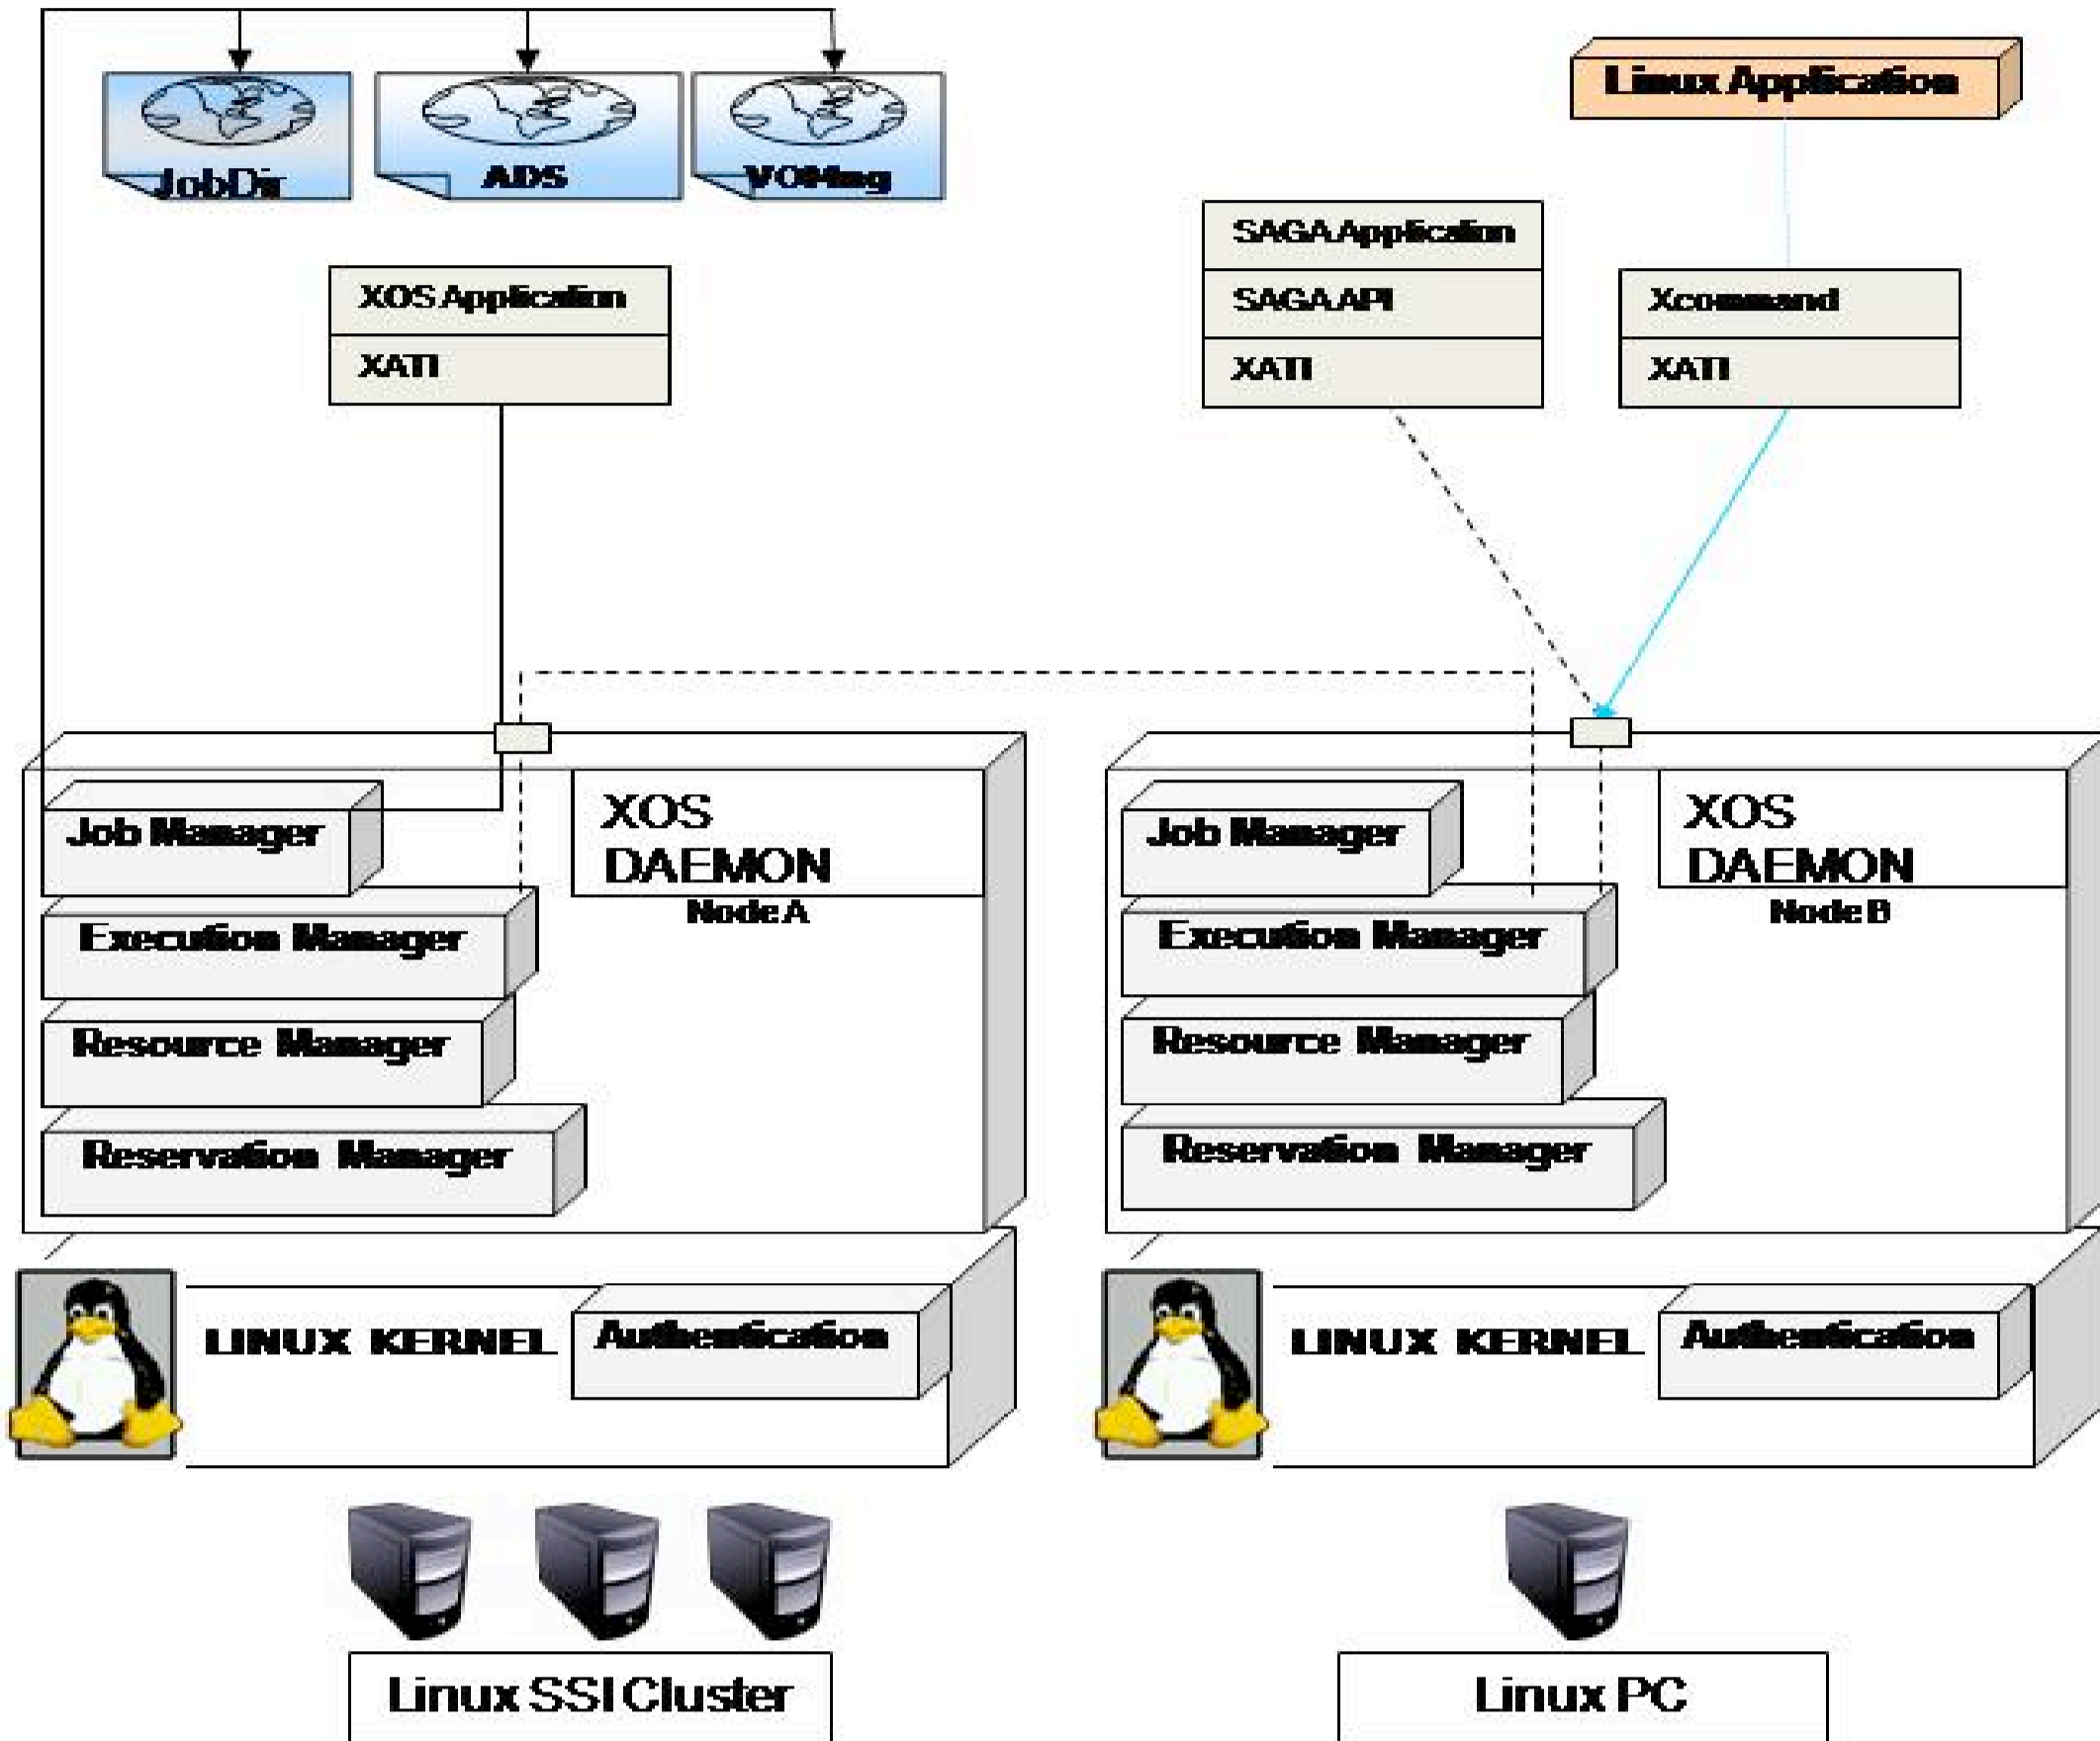 JobDir
ADS
VOMng
Linux Application
SAGA Application
SAGA API
XATI
XOS Application
XATI
Xcommand
XATI
XOS
DAEMON
Node A
Job Manager
Execution Manager
Resource Manager
Reservation Manager
XOS
DAEMON
Node B
Job Manager
Execution Manager
Resource Manager
Reservation Manager
LINUX KERNEL
Authentication
LINUX KERNEL
Authentication
Linux SSI Cluster
Linux PC